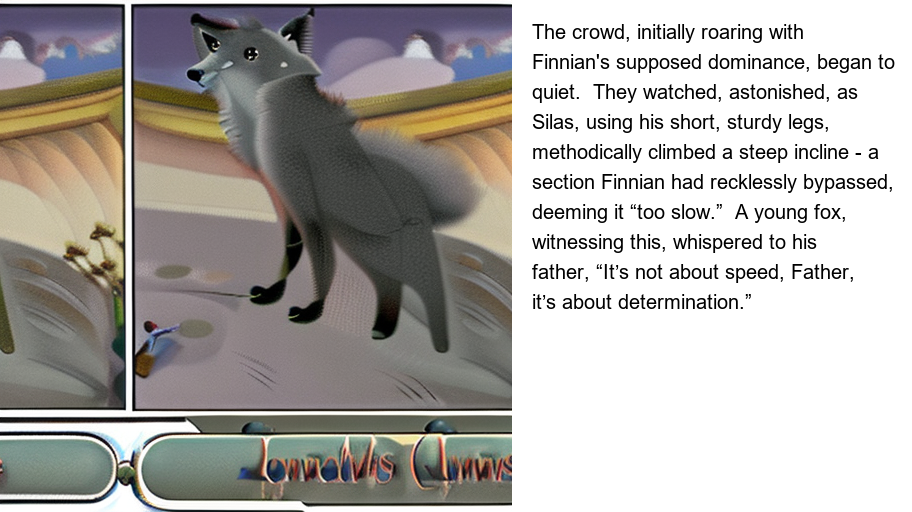 The crowd, initially roaring with
Finnian's supposed dominance, began to
quiet.  They watched, astonished, as
Silas, using his short, sturdy legs,
methodically climbed a steep incline - a
section Finnian had recklessly bypassed,
deeming it “too slow.”  A young fox,
witnessing this, whispered to his
father, “It’s not about speed, Father,
it’s about determination.”